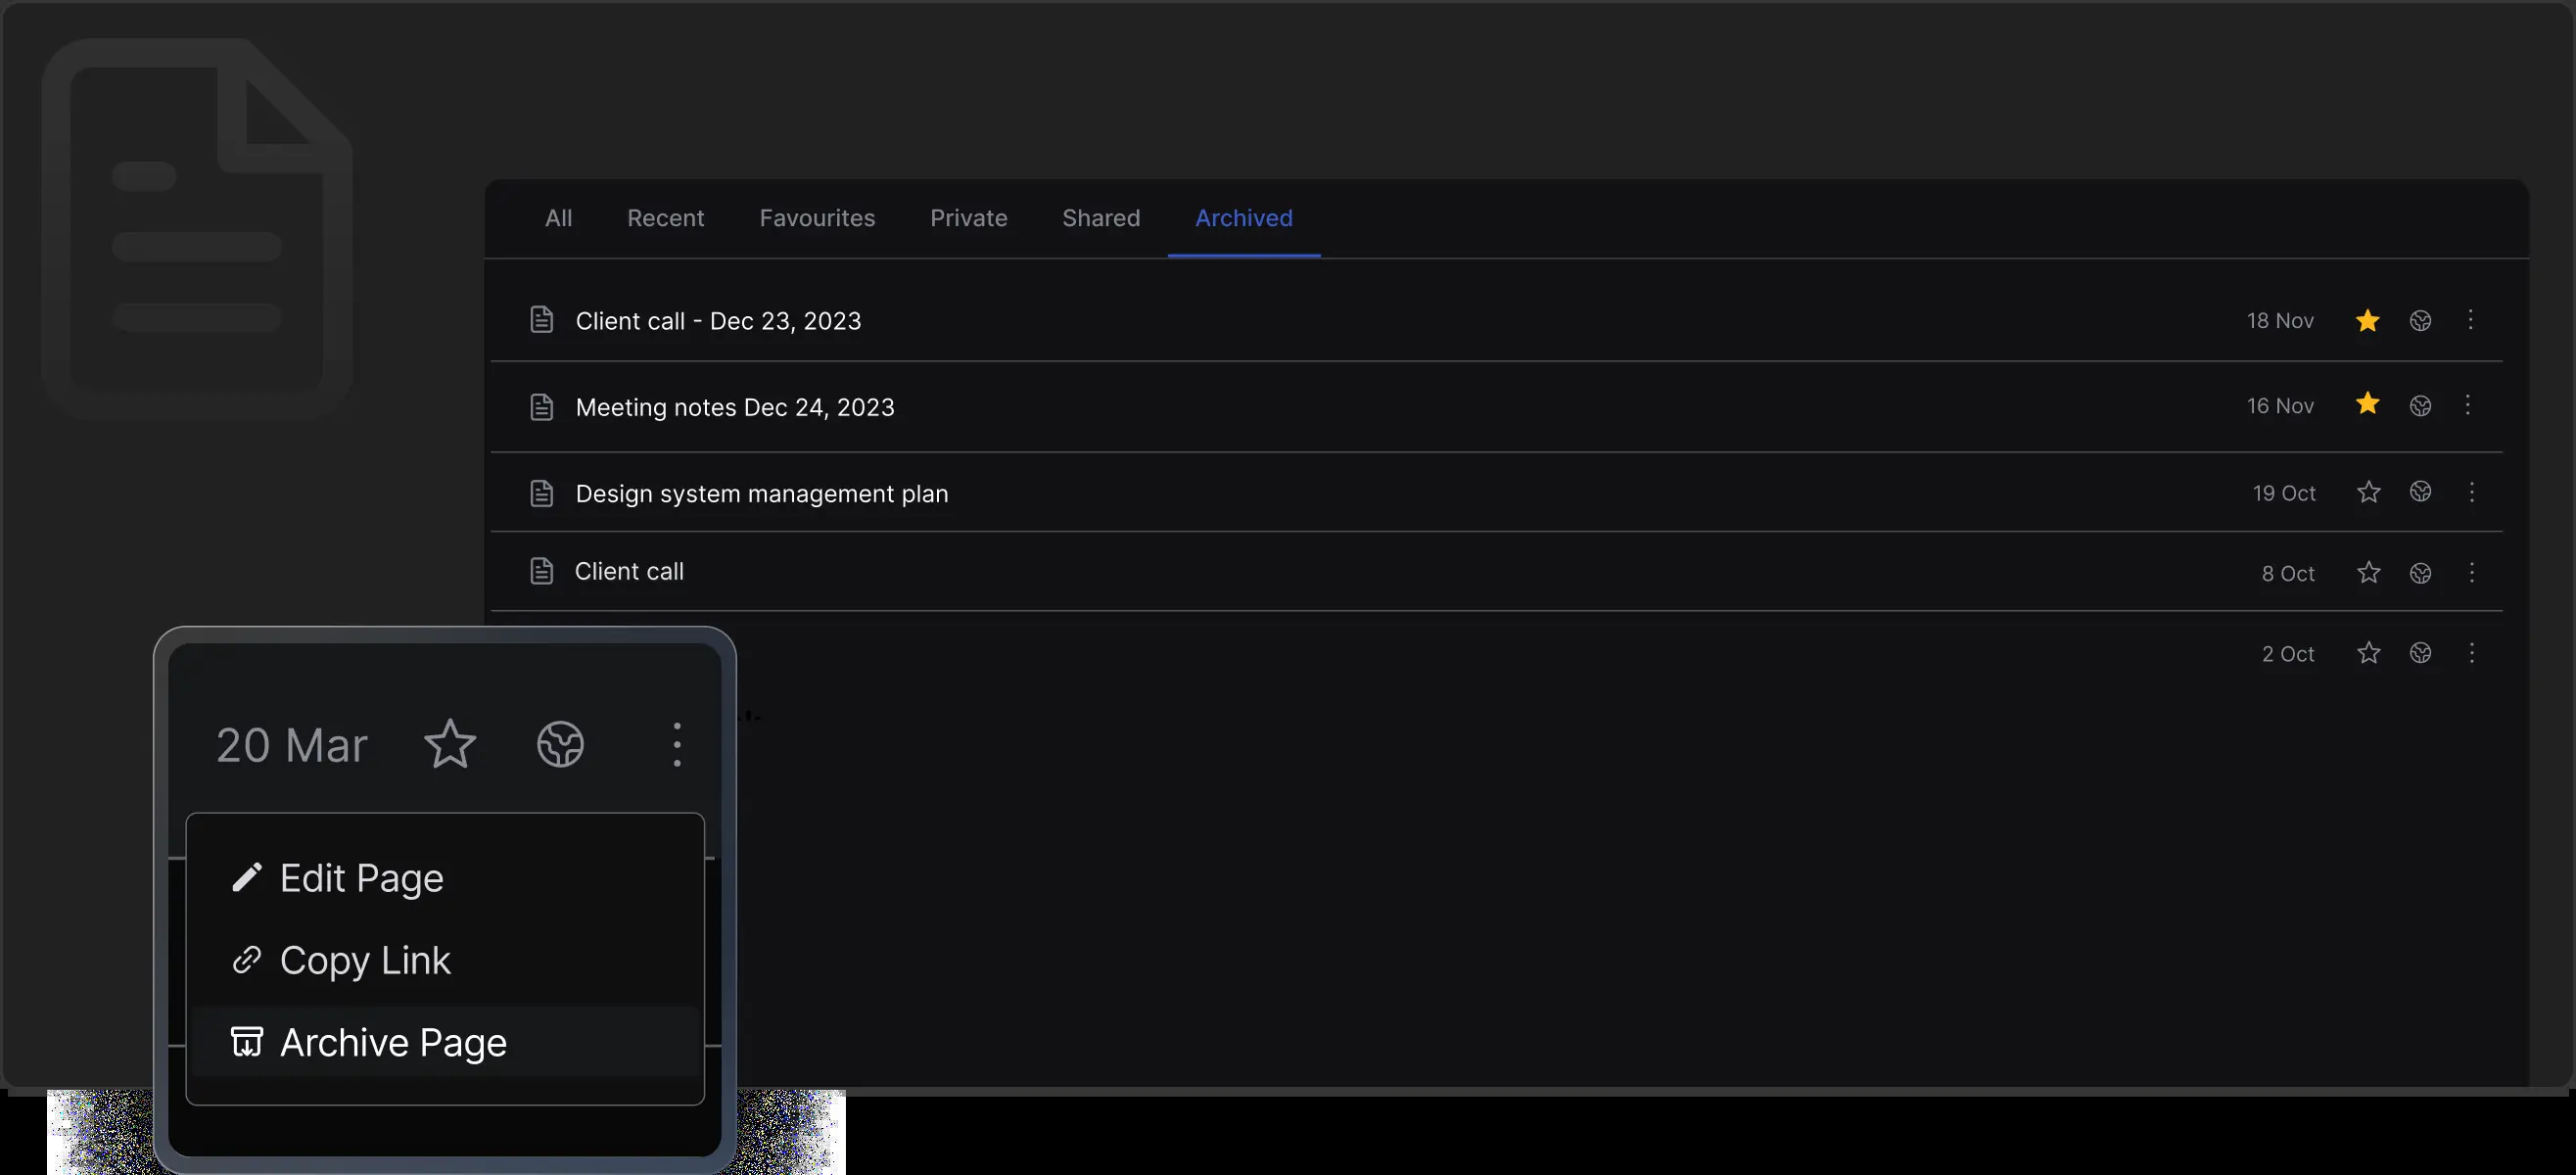 All Recent Favourites Private Shared Archived
Client call - Dec 23, 2023 18 Nov
Meeting notes Dec 24, 2023 16 Nov
Design system management plan 19 Oct
Client call 8 Oct
2 Oct
20 Mar
Edit Page
Copy Link
Archive Page